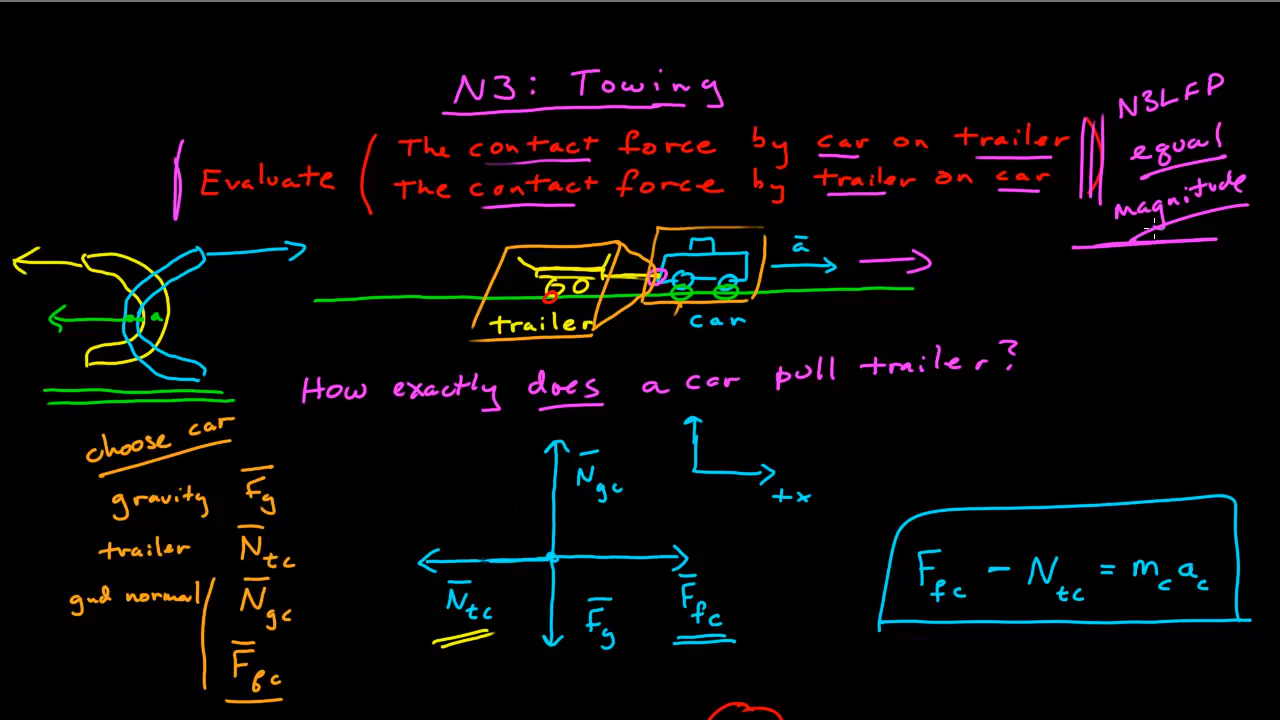 N3: Towing
Evaluate
The contact force by car on trailer
The contact force by trailer on car
N3LFP
equal
magnitude
a
trailer
car
a̅
How exactly does a car pull trailer?
choose car
gravity F̅g
trailer N̅tc
gnd normal N̅gc
F̅fc
N̅gc
+x
N̅tc
F̅g
F̅fc
Ffc - Ntc = mc ac